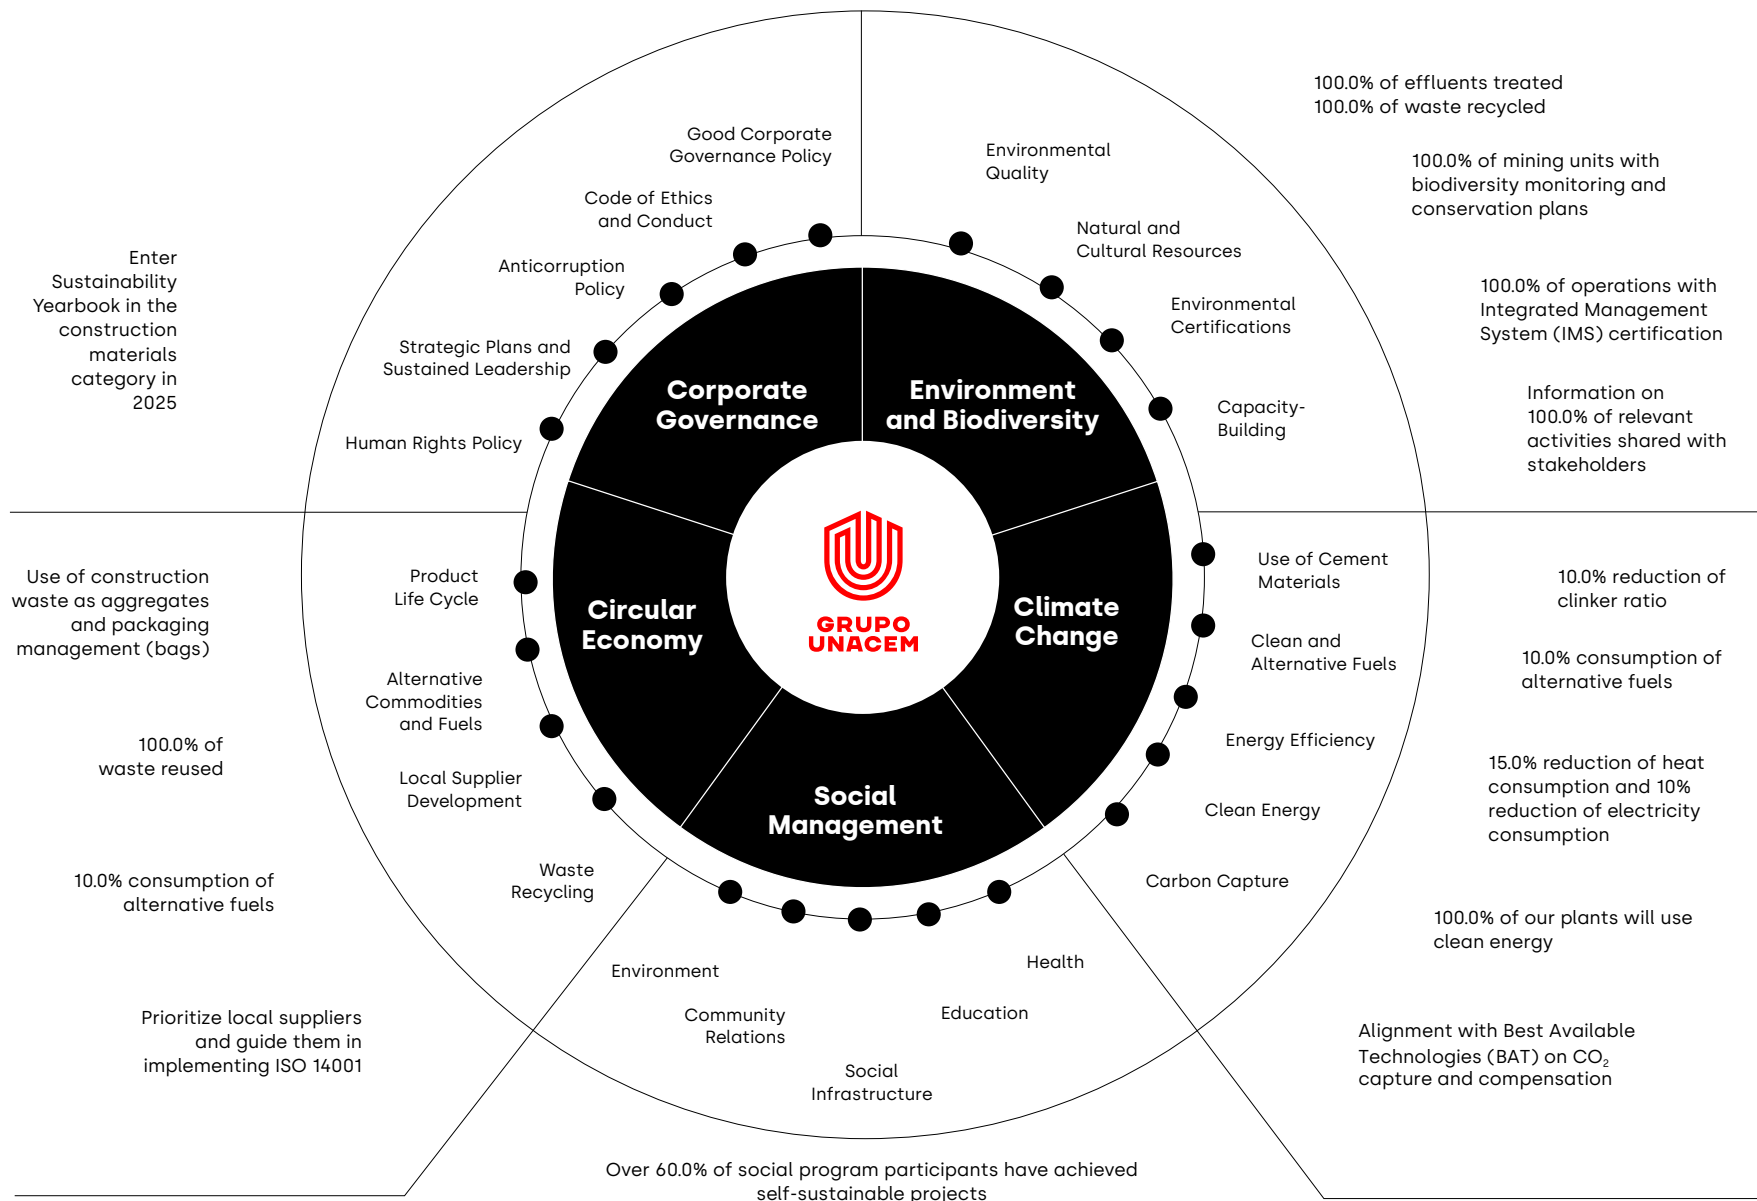 Good Corporate
Governance Policy
Code of Ethics
and Conduct
Anticorruption
Policy
Strategic Plans and
Sustained Leadership
Human Rights Policy
Enter
Sustainability
Yearbook in the
construction
materials
category in
2025
Corporate
Governance
Environment
and Biodiversity
Environmental
Quality
Natural and
Cultural Resources
Environmental
Certifications
Capacity-
Building
100.0% of effluents treated
100.0% of waste recycled
100.0% of mining units with
biodiversity monitoring and
conservation plans
100.0% of operations with
Integrated Management
System (IMS) certification
Information on
100.0% of relevant
activities shared with
stakeholders
Use of construction
waste as aggregates
and packaging
management (bags)
100.0% of
waste reused
10.0% consumption of
alternative fuels
Prioritize local suppliers
and guide them in
implementing ISO 14001
Product
Life Cycle
Alternative
Commodities
and Fuels
Local Supplier
Development
Waste
Recycling
Circular
Economy
GRUPO
UNACEM
Climate
Change
Use of Cement
Materials
Clean and
Alternative Fuels
Energy Efficiency
Clean Energy
Carbon Capture
10.0% reduction of
clinker ratio
10.0% consumption of
alternative fuels
15.0% reduction of heat
consumption and 10%
reduction of electricity
consumption
100.0% of our plants will use
clean energy
Alignment with Best Available
Technologies (BAT) on CO₂
capture and compensation
Social
Management
Environment
Community
Relations
Social
Infrastructure
Education
Health
Over 60.0% of social program participants have achieved
self-sustainable projects